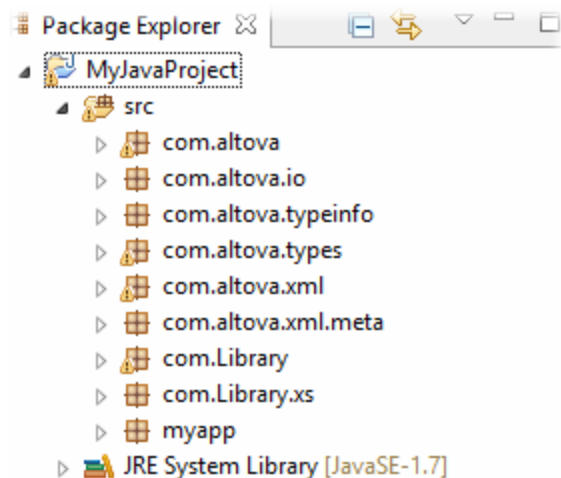 Package Explorer
MyJavaProject
src
com.altova
com.altova.io
com.altova.typeinfo
com.altova.types
com.altova.xml
com.altova.xml.meta
com.Library
com.Library.xs
myapp
JRE System Library [JavaSE-1.7]